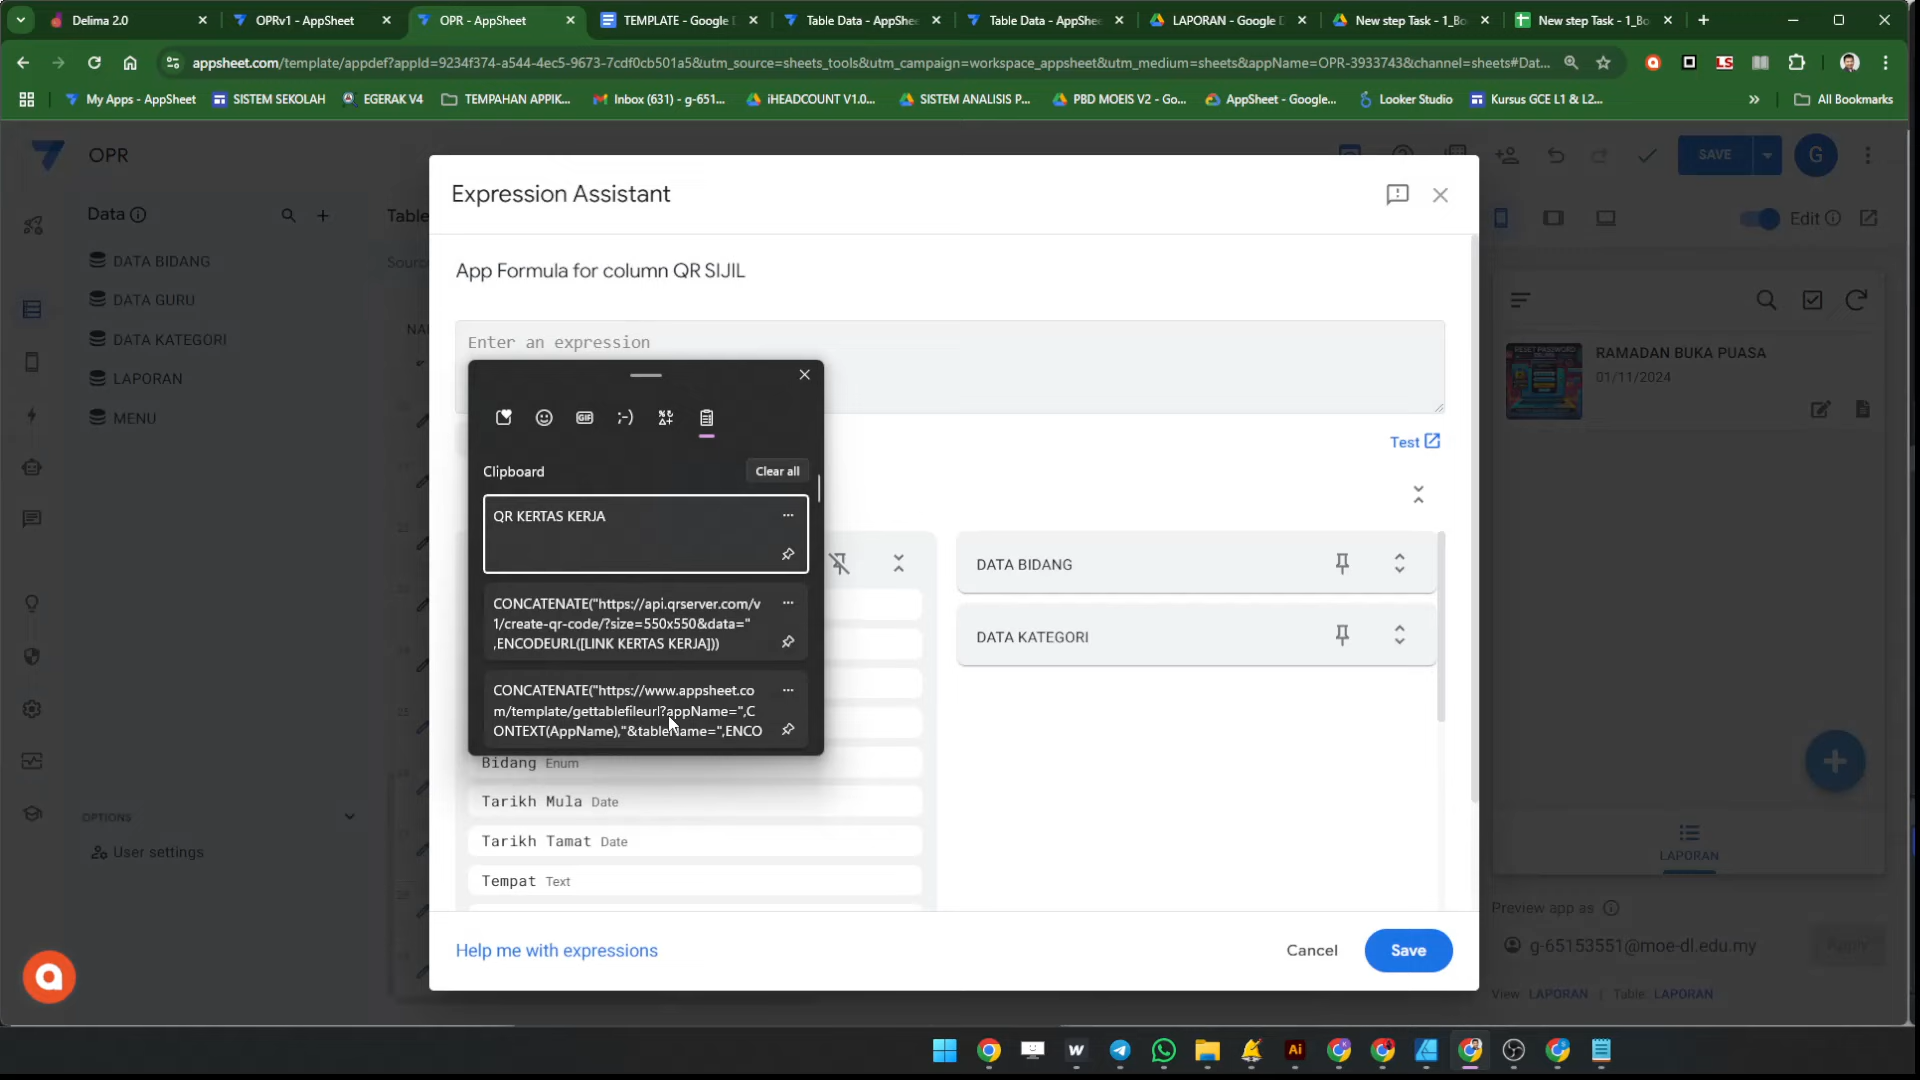 Delima 2.0
OPRv1 - AppSheet
OPR - AppSheet
TEMPLATE - Google D
Table Data - AppShe
Table Data - AppShe
LAPORAN - Google D
New step Task - 1_Bo
New step Task - 1_Bo
appsheet.com/template/appdef?appId=9234f374-a544-4ec5-9673-7cdf0cb501a5&utm_source=sheets_tools&utm_campaign=workspace_appsheet&utm_medium=sheets&appName=OPR-3933743&channel=sheets#Dat...
My Apps - AppSheet
SISTEM SEKOLAH
EGERAK V4
TEMPAHAN APPIK...
Inbox (631) - g-651...
iHEADCOUNT V1.0...
SISTEM ANALISIS P...
PBD MOEIS V2 - Go...
AppSheet - Google...
Looker Studio
Kursus GCE L1 & L2...
All Bookmarks
OPR
SAVE
G
Data
DATA BIDANG
DATA GURU
DATA KATEGORI
LAPORAN
MENU
OPTIONS
User settings
Table
Sourc
NA
Expression Assistant
App Formula for column QR SIJIL
Enter an expression
Test
Clipboard
Clear all
QR KERTAS KERJA
CONCATENATE("https://api.qrserver.com/v
1/create-qr-code/?size=550x550&data="
,ENCODEURL([LINK KERTAS KERJA]))
CONCATENATE("https://www.appsheet.co
m/template/gettablefileurl?appName=",C
ONTEXT(AppName),"&tableName=",ENCO
Bidang Enum
Tarikh Mula Date
Tarikh Tamat Date
Tempat Text
DATA BIDANG
DATA KATEGORI
Help me with expressions
Cancel
Save
Edit
RAMADAN BUKA PUASA
01/11/2024
LAPORAN
Preview app as
g-65153551@moe-dl.edu.my
Apply
View: LAPORAN | Table: LAPORAN